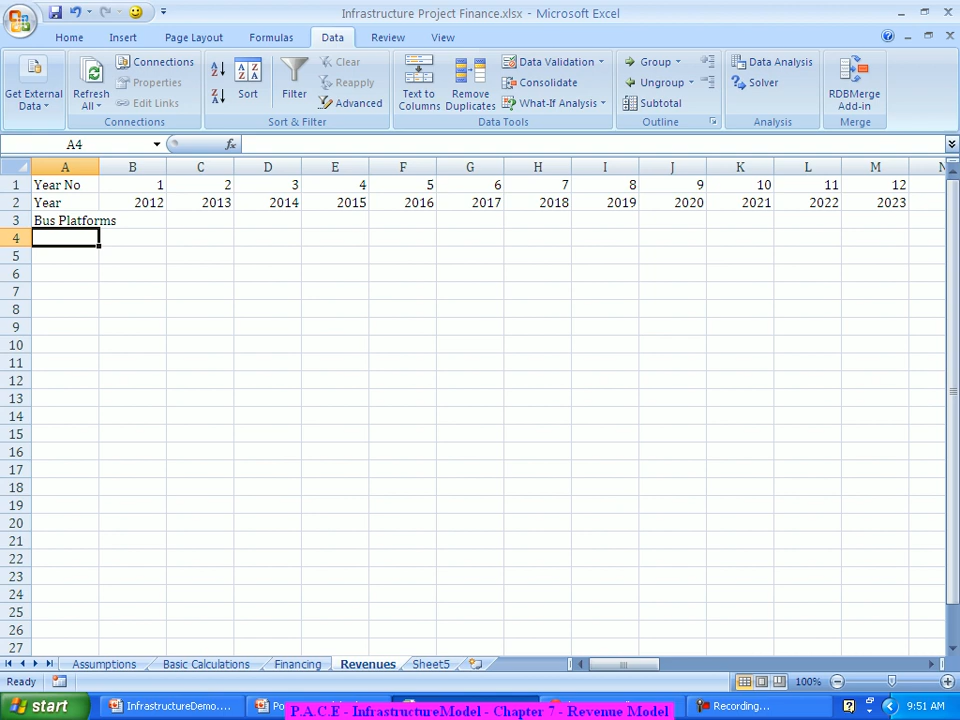 Infrastructure Project Finance.xlsx - Microsoft Excel
Home Insert Page Layout Formulas Data Review View
Get External Data
Refresh All
Connections
Properties
Edit Links
Connections
Sort
Filter
Clear
Reapply
Advanced
Sort & Filter
Text to Columns
Remove Duplicates
Data Validation
Consolidate
What-If Analysis
Data Tools
Group
Ungroup
Subtotal
Outline
Data Analysis
Solver
Analysis
RDBMerge Add-in
Merge
A4 fx
A B C D E F G H I J K L M N
1 Year No 1 2 3 4 5 6 7 8 9 10 11 12
2 Year 2012 2013 2014 2015 2016 2017 2018 2019 2020 2021 2022 2023
3 Bus Platforms
4
5
6
7
8
9
10
11
12
13
14
15
16
17
18
19
20
21
22
23
24
25
26
27
Assumptions Basic Calculations Financing Revenues Sheet5
Ready 100%
start InfrastructureDemo.... Po Recording... 9:51 AM
P.A.C.E - InfrastructureModel - Chapter 7 - Revenue Model